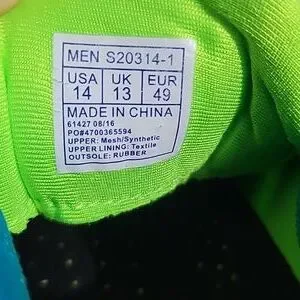 MEN S20314-1
USA UK EUR
14 13 49
MADE IN CHINA
61427 08/16
PO#4700365594
UPPER: Mesh/Synthetic
UPPER LINING: Textile
OUTSOLE: RUBBER